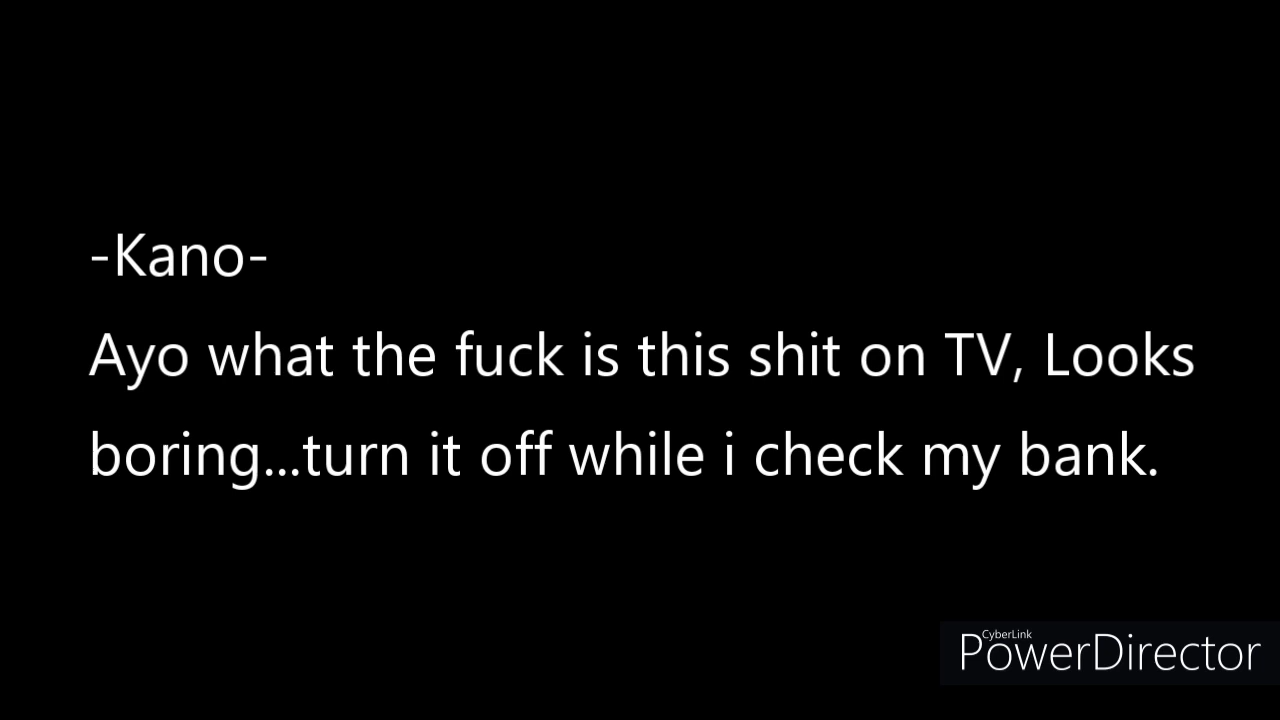 -Kano-
Ayo what the fuck is this shit on TV, Looks
boring...turn it off while i check my bank.
CyberLink
PowerDirector